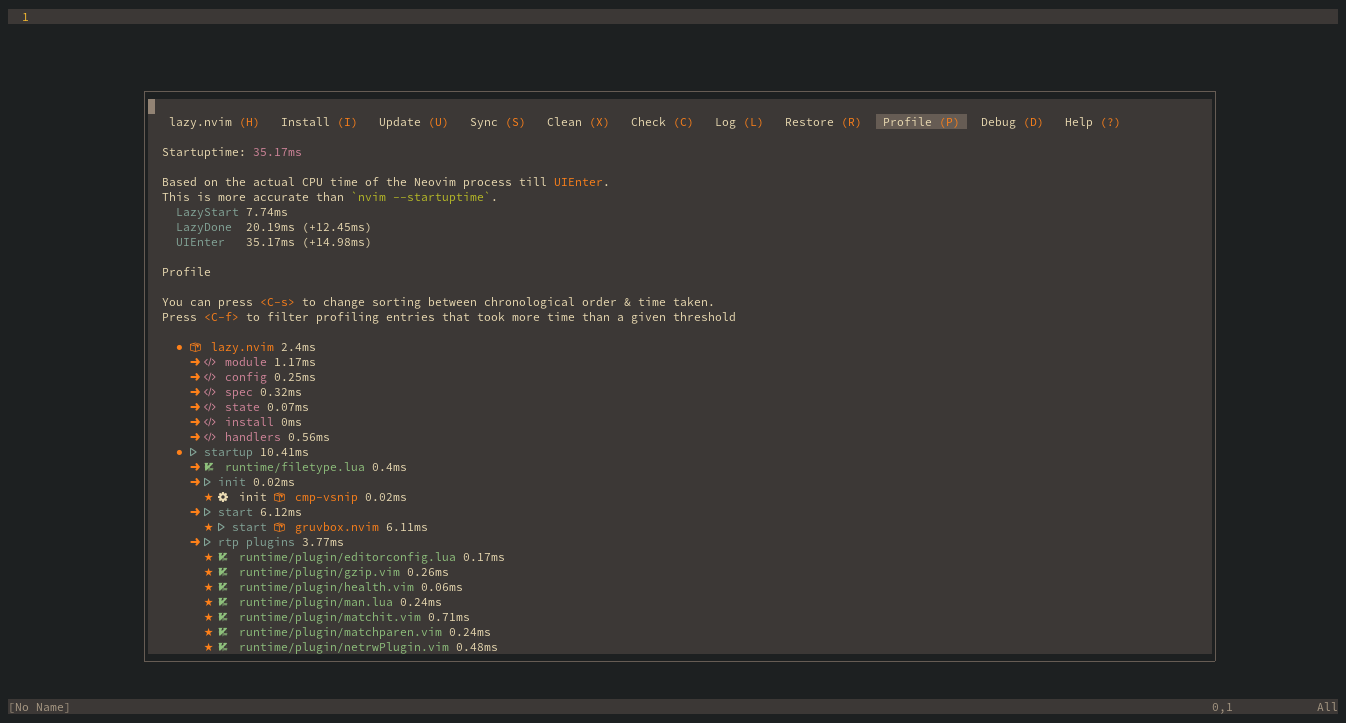 1
lazy.nvim (H) Install (I) Update (U) Sync (S) Clean (X) Check (C) Log (L) Restore (R) Profile (P) Debug (D) Help (?)
Startuptime: 35.17ms
Based on the actual CPU time of the Neovim process till UIEnter.
This is more accurate than `nvim --startuptime`.
LazyStart 7.74ms
LazyDone 20.19ms (+12.45ms)
UIEnter 35.17ms (+14.98ms)
Profile
You can press <C-s> to change sorting between chronological order & time taken.
Press <C-f> to filter profiling entries that took more time than a given threshold
● lazy.nvim 2.4ms
➜ </> module 1.17ms
➜ </> config 0.25ms
➜ </> spec 0.32ms
➜ </> state 0.07ms
➜ </> install 0ms
➜ </> handlers 0.56ms
● startup 10.41ms
➜ runtime/filetype.lua 0.4ms
➜ init 0.02ms
★ init cmp-vsnip 0.02ms
➜ start 6.12ms
★ start gruvbox.nvim 6.11ms
➜ rtp plugins 3.77ms
★ runtime/plugin/editorconfig.lua 0.17ms
★ runtime/plugin/gzip.vim 0.26ms
★ runtime/plugin/health.vim 0.06ms
★ runtime/plugin/man.lua 0.24ms
★ runtime/plugin/matchit.vim 0.71ms
★ runtime/plugin/matchparen.vim 0.24ms
★ runtime/plugin/netrwPlugin.vim 0.48ms
[No Name] 0,1 All